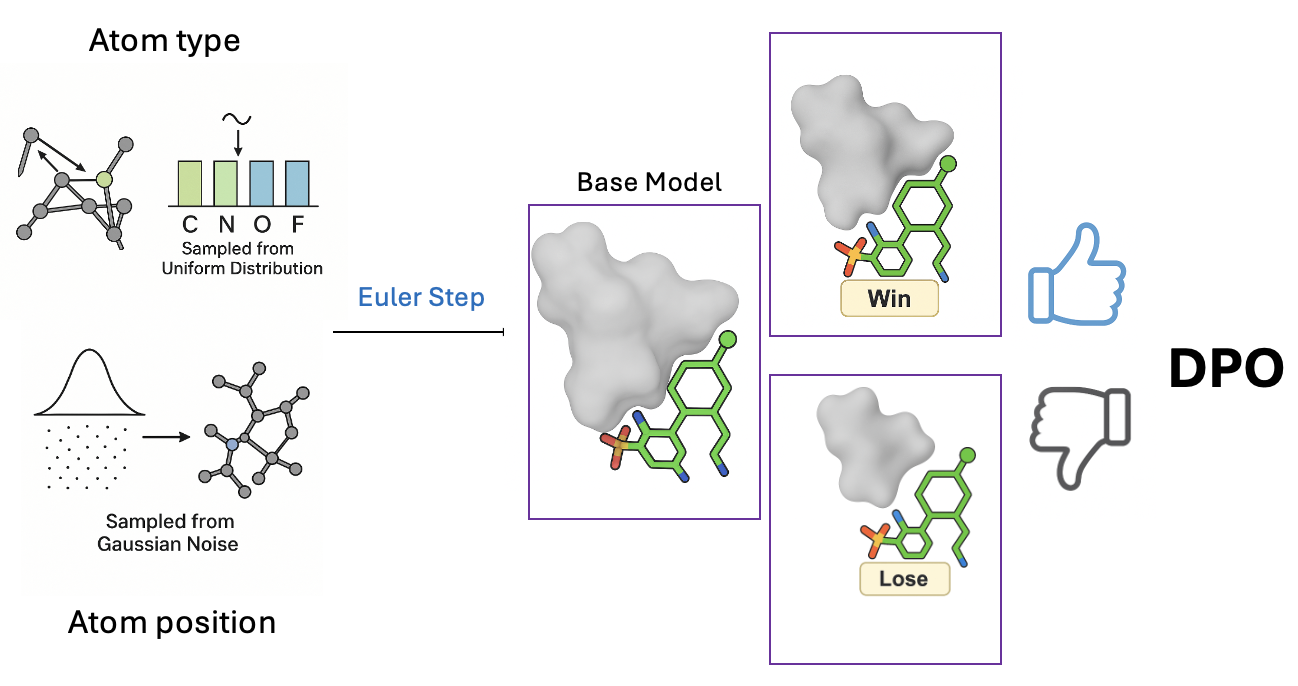 Atom type
C N O F
Sampled from
Uniform Distribution
Euler Step
Sampled from
Gaussian Noise
Atom position
Base Model
Win
Lose
DPO